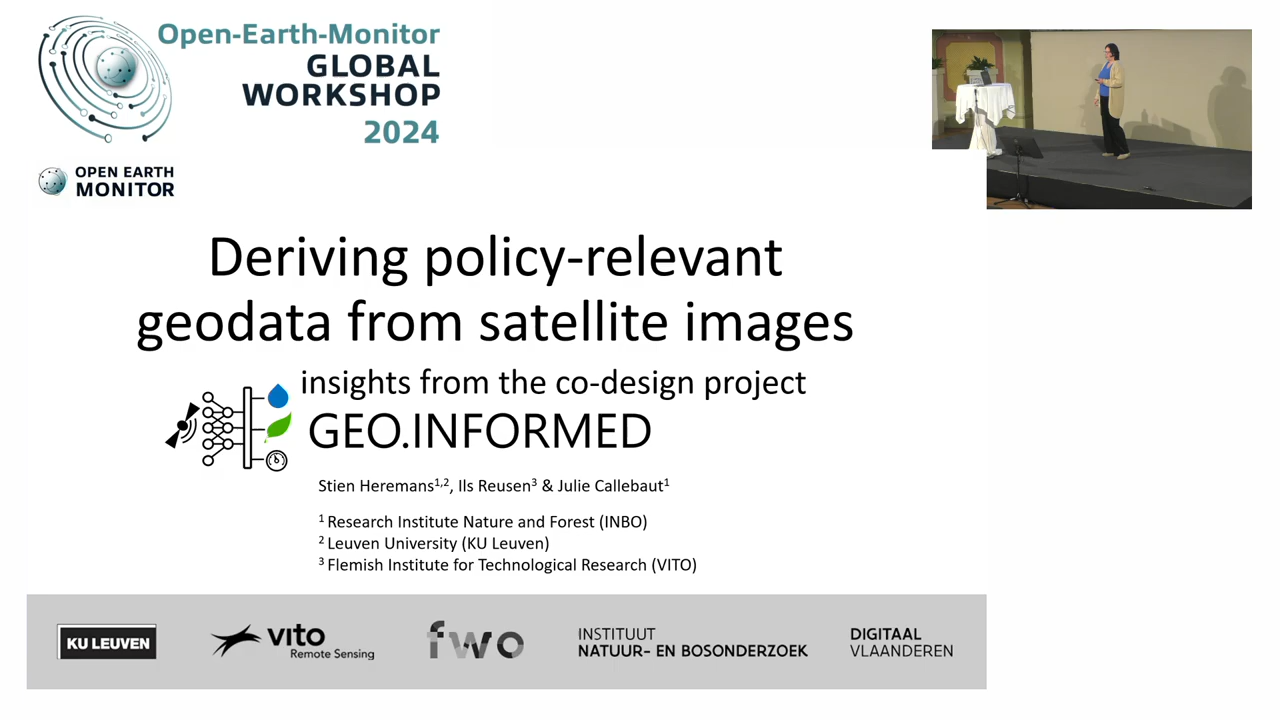 Open-Earth-Monitor
GLOBAL
WORKSHOP
2024
OPEN EARTH
MONITOR
Deriving policy-relevant
geodata from satellite images
insights from the co-design project
GEO.INFORMED
Stien Heremans¹,², Ils Reusen³ & Julie Callebaut¹
¹ Research Institute Nature and Forest (INBO)
² Leuven University (KU Leuven)
³ Flemish Institute for Technological Research (VITO)
KU LEUVEN
vito
Remote Sensing
fwo
INSTITUUT
NATUUR- EN BOSONDERZOEK
DIGITAAL
VLAANDEREN